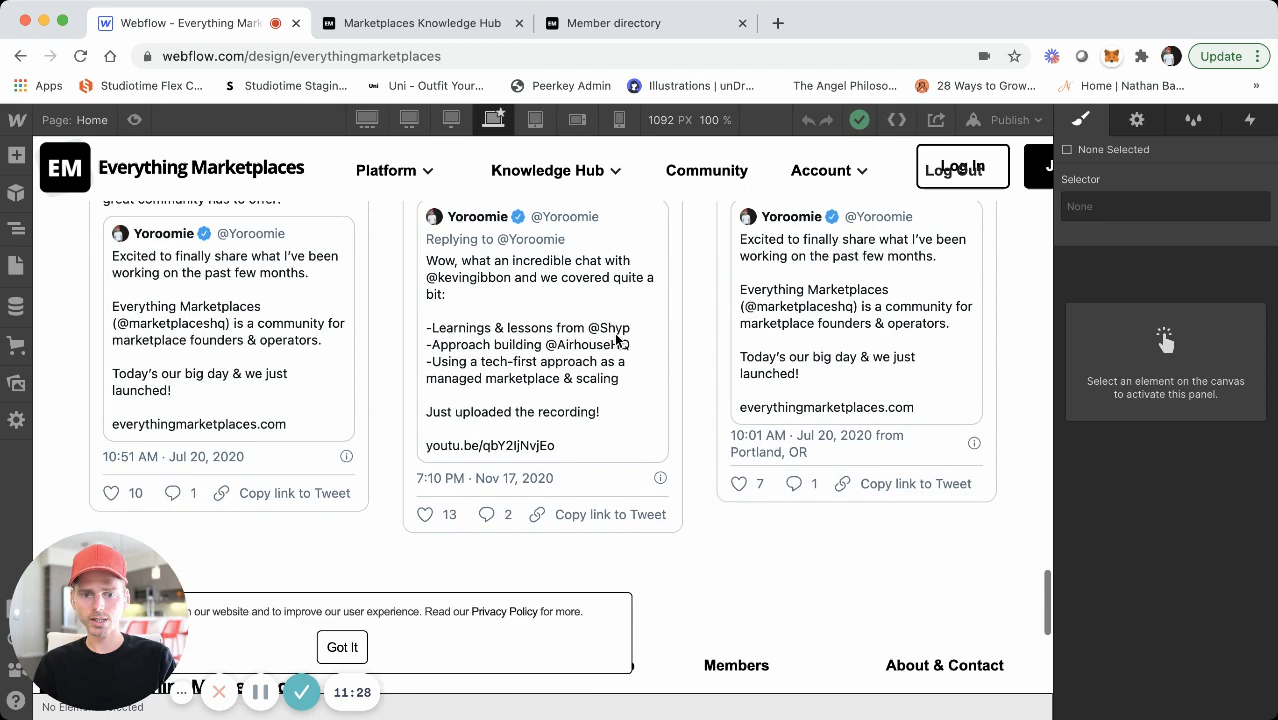 Webflow - Everything Mark
Marketplaces Knowledge Hub
Member directory
webflow.com/design/everythingmarketplaces
Update
Apps
Studiotime Flex C...
Studiotime Stagin...
Uni - Outfit Your...
Peerkey Admin
Illustrations | unDr...
The Angel Philoso...
28 Ways to Grow...
Home | Nathan Ba...
»
Page: Home
1092 PX 100 %
Publish
None Selected
Selector
None
Select an element on the canvas
to activate this panel.
EM
Everything Marketplaces
Platform
Knowledge Hub
Community
Account
Log In
Log Out
J
great community has to offer!
Yoroomie @Yoroomie
Excited to finally share what I've been
working on the past few months.
Everything Marketplaces
(@marketplaceshq) is a community for
marketplace founders & operators.
Today's our big day & we just
launched!
everythingmarketplaces.com
10:51 AM · Jul 20, 2020
10 1 Copy link to Tweet
Yoroomie @Yoroomie
Replying to @Yoroomie
Wow, what an incredible chat with
@kevingibbon and we covered quite a
bit:
-Learnings & lessons from @Shyp
-Approach building @AirhouseHQ
-Using a tech-first approach as a
managed marketplace & scaling
Just uploaded the recording!
youtu.be/qbY2IjNvjEo
7:10 PM · Nov 17, 2020
13 2 Copy link to Tweet
Yoroomie @Yoroomie
Excited to finally share what I've been
working on the past few months.
Everything Marketplaces
(@marketplaceshq) is a community for
marketplace founders & operators.
Today's our big day & we just
launched!
everythingmarketplaces.com
10:01 AM · Jul 20, 2020 from
Portland, OR
7 1 Copy link to Tweet
our website and to improve our user experience. Read our Privacy Policy for more.
Got It
Members
About & Contact
11:28